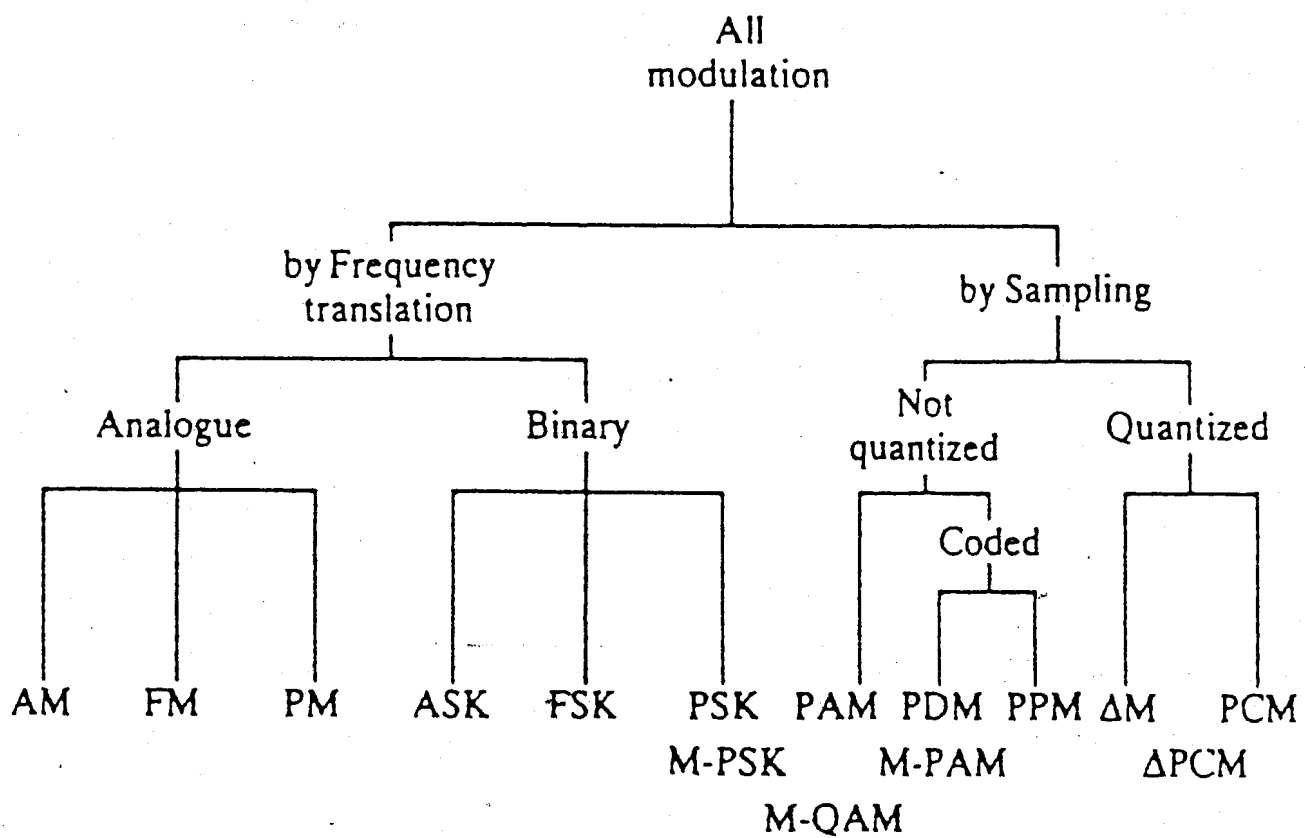 All
modulation
by Frequency
translation
by Sampling
Analogue
Binary
Not
quantized
Quantized
Coded
AM FM PM ASK FSK PSK PAM PDM PPM ΔM PCM
M-PSK M-PAM ΔPCM
M-QAM